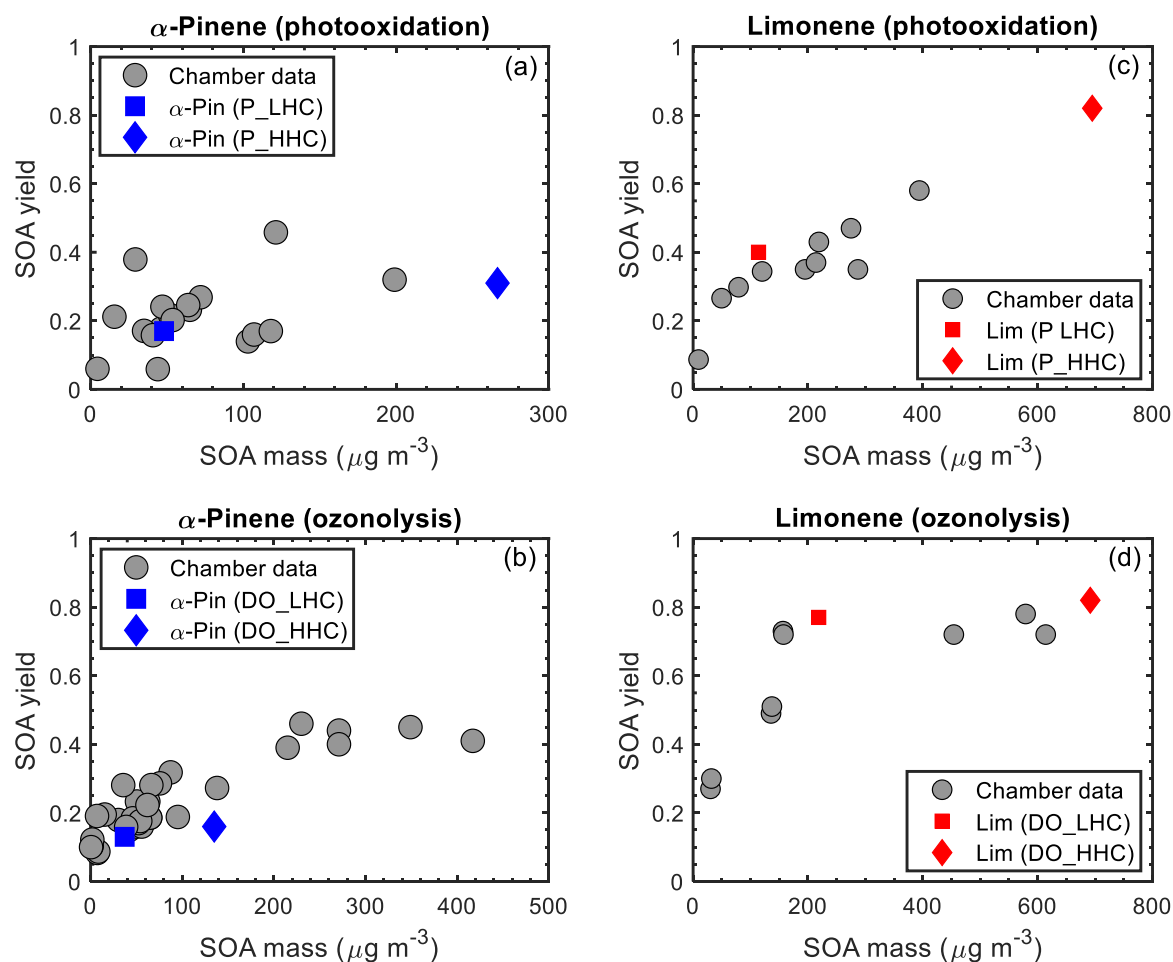 α-Pinene (photooxidation)
(a)
Chamber data
α-Pin (P_LHC)
α-Pin (P_HHC)
SOA yield
1
0.8
0.6
0.4
0.2
0
0
100
200
300
SOA mass (μg m-3)
Limonene (photooxidation)
(c)
SOA yield
1
0.8
0.6
0.4
0.2
0
Chamber data
Lim (P LHC)
Lim (P_HHC)
0
200
400
600
800
SOA mass (μg m-3)
α-Pinene (ozonolysis)
(b)
Chamber data
α-Pin (DO_LHC)
α-Pin (DO_HHC)
SOA yield
1
0.8
0.6
0.4
0.2
0
0
100
200
300
400
500
SOA mass (μg m-3)
Limonene (ozonolysis)
(d)
SOA yield
1
0.8
0.6
0.4
0.2
0
Chamber data
Lim (DO_LHC)
Lim (DO_HHC)
0
200
400
600
800
SOA mass (μg m-3)